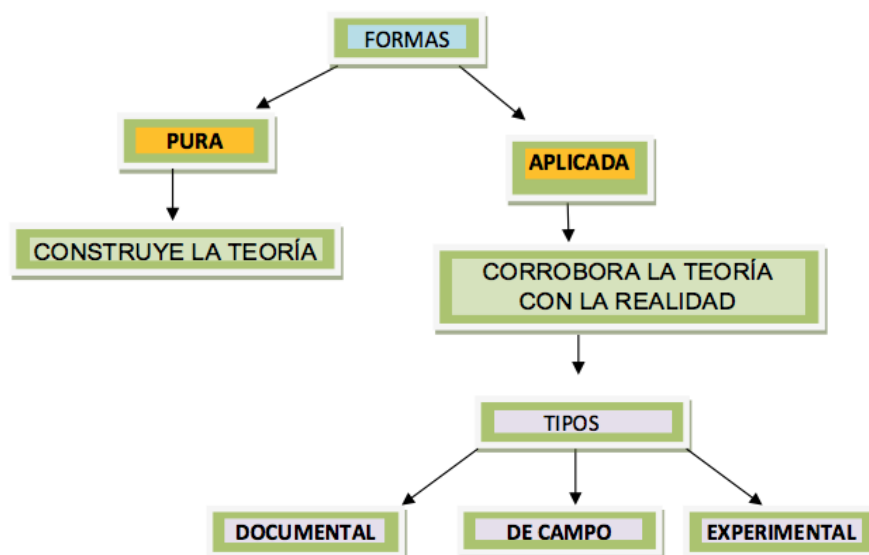 FORMAS
PURA
APLICADA
CONSTRUYE LA TEORÍA
CORROBORA LA TEORÍA
CON LA REALIDAD
TIPOS
DOCUMENTAL
DE CAMPO
EXPERIMENTAL